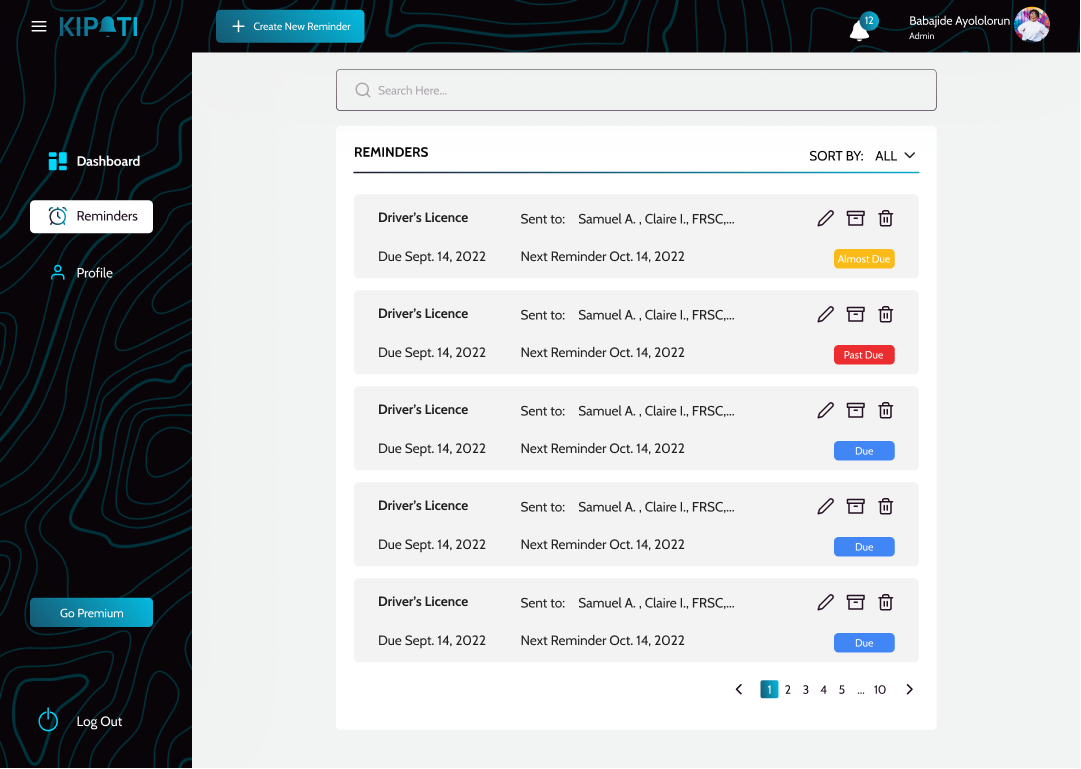 KIPATI
Create New Reminder
12
Babajide Ayololorun
Admin
Search Here...
Dashboard
Reminders
Profile
Go Premium
Log Out
REMINDERS
SORT BY: ALL
Driver's Licence Sent to: Samuel A. , Claire I., FRSC,...
Due Sept. 14, 2022 Next Reminder Oct. 14, 2022 Almost Due
Driver's Licence Sent to: Samuel A. , Claire I., FRSC,...
Due Sept. 14, 2022 Next Reminder Oct. 14, 2022 Past Due
Driver's Licence Sent to: Samuel A. , Claire I., FRSC,...
Due Sept. 14, 2022 Next Reminder Oct. 14, 2022 Due
Driver's Licence Sent to: Samuel A. , Claire I., FRSC,...
Due Sept. 14, 2022 Next Reminder Oct. 14, 2022 Due
Driver's Licence Sent to: Samuel A. , Claire I., FRSC,...
Due Sept. 14, 2022 Next Reminder Oct. 14, 2022 Due
1 2 3 4 5 ... 10